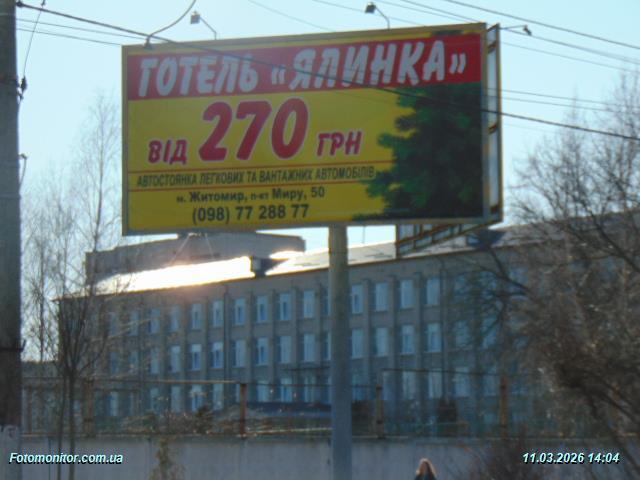 ГОТЕЛЬ «ЯЛИНКА»
ВІД 270 ГРН
АВТОСТОЯНКА ЛЕГКОВИХ ТА ВАНТАЖНИХ АВТОМОБІЛІВ
м. Житомир, п-кт Миру, 50
(098) 77 288 77
Fotomonitor.com.ua
11.03.2026 14:04